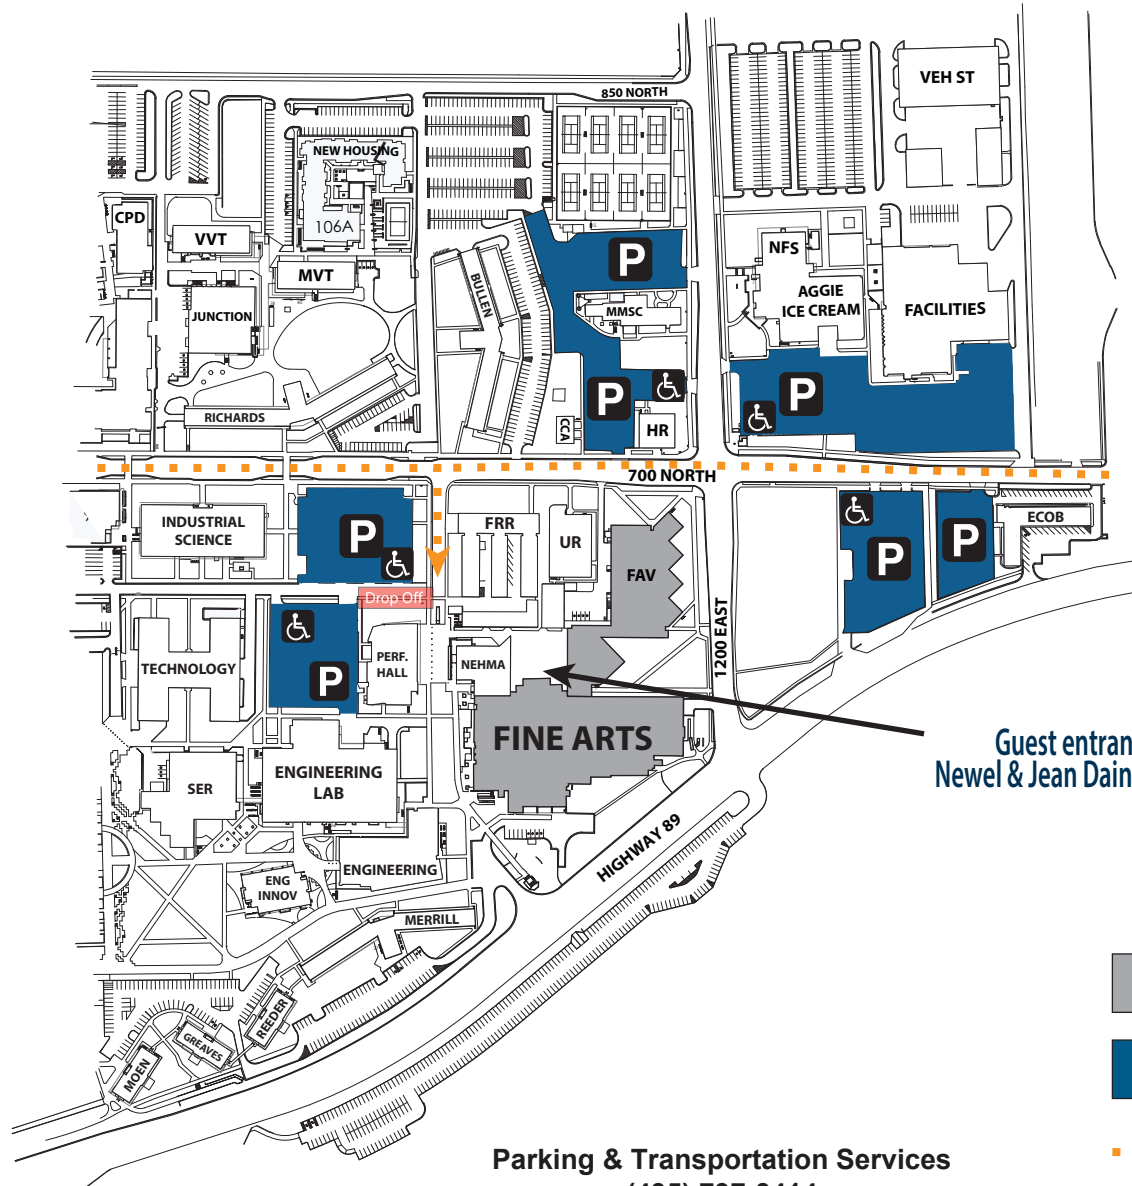 850 NORTH
VEH ST
NEW HOUSING
CPD
106A
VVT
NFS
MVT
P
BULLEN
AGGIE
ICE CREAM
FACILITIES
MMSC
JUNCTION
P
P
RICHARDS
CCA
HR
700 NORTH
INDUSTRIAL
SCIENCE
P
FRR
UR
ECOB
P
P
FAV
Drop Off
1200 EAST
TECHNOLOGY
PERF.
HALL
NEHMA
P
FINE ARTS
Guest entran
Newel & Jean Dain
ENGINEERING
LAB
SER
HIGHWAY 89
ENGINEERING
ENG
INNOV
MERRILL
REEDER
GREAVES
MOEN
Parking & Transportation Services